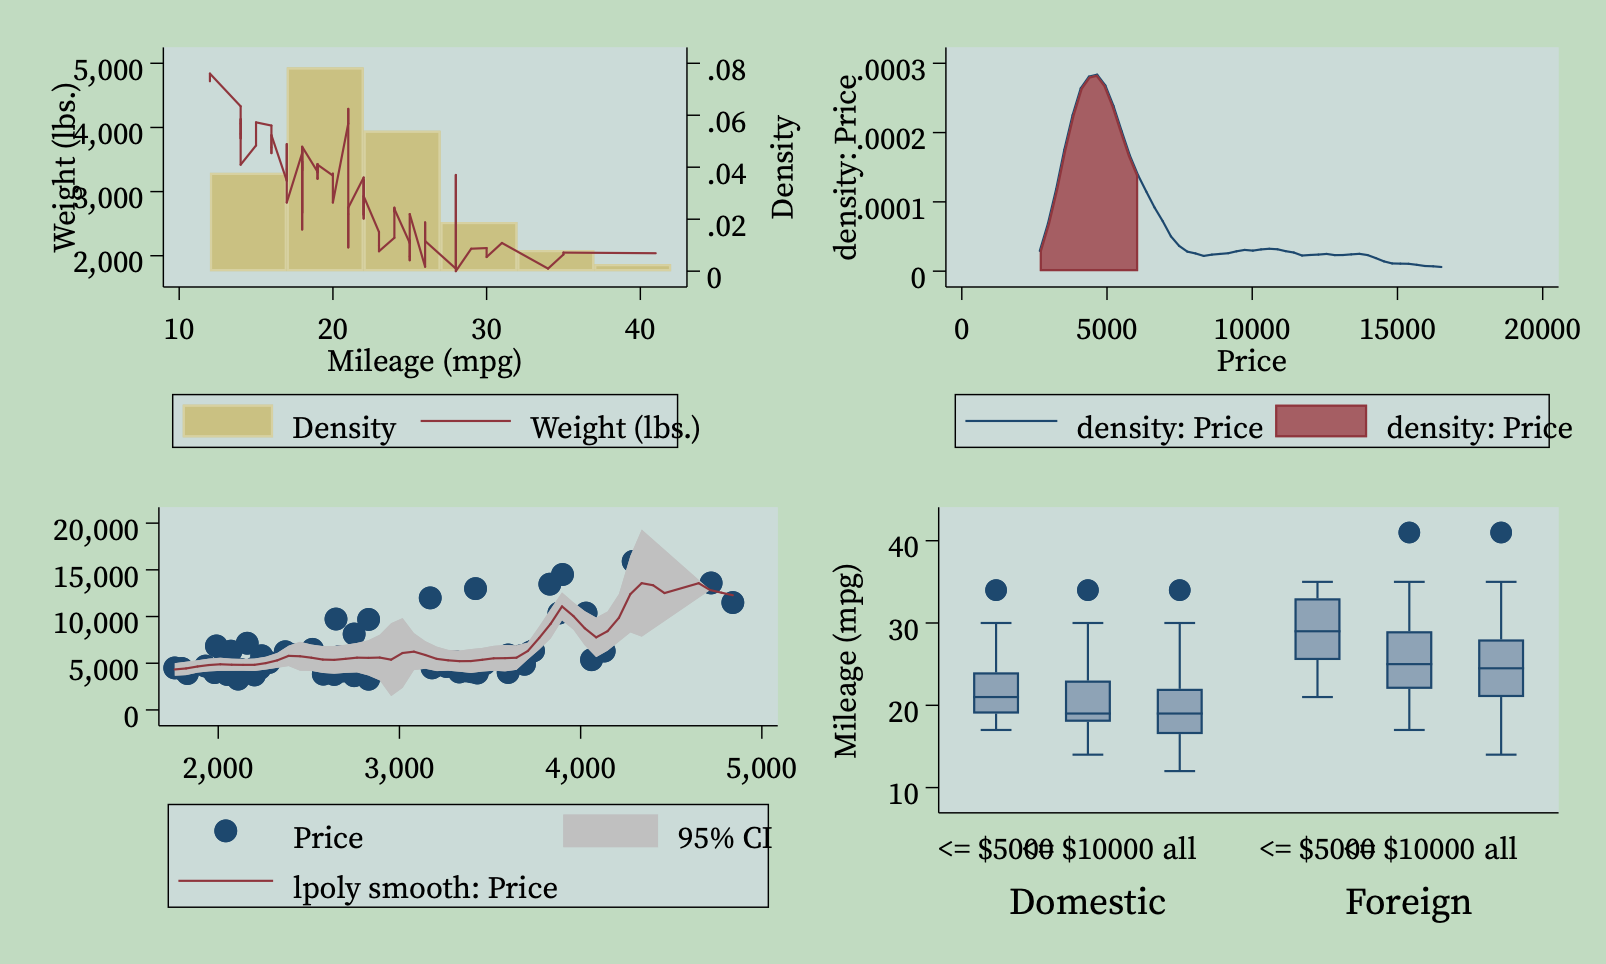 5,000
4,000
3,000
2,000
Weight (lbs.)
.08
.06
.04
.02
0
Density
10 20 30 40
Mileage (mpg)
Density Weight (lbs.)
.0003
.0002
.0001
0
density: Price
0 5000 10000 15000 20000
Price
density: Price density: Price
20,000
15,000
10,000
5,000
0
2,000 3,000 4,000 5,000
Price 95% CI
lpoly smooth: Price
40
30
20
10
Mileage (mpg)
<= $5000 <= $10000 all <= $5000 <= $10000 all
Domestic Foreign